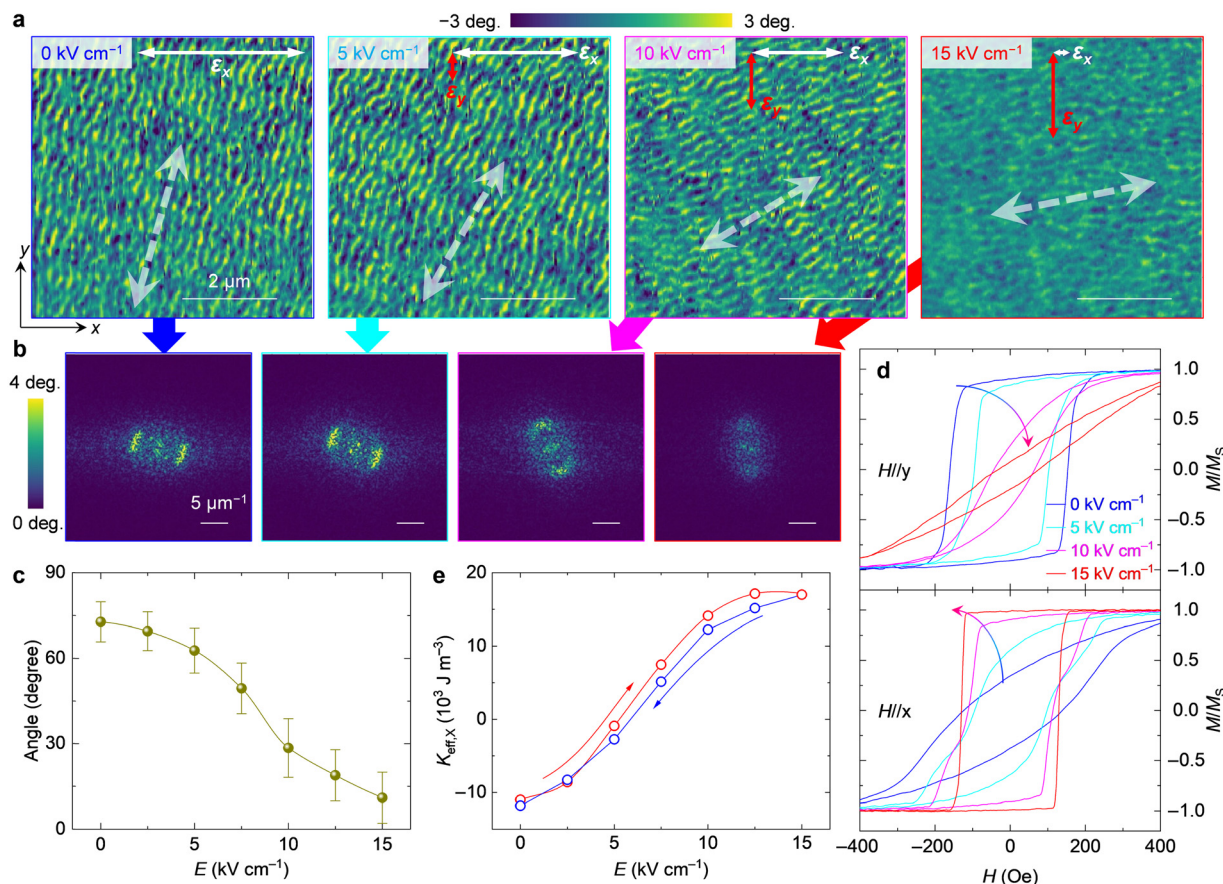 a
−3 deg.
3 deg.
0 kV cm⁻¹
εx
5 kV cm⁻¹
εx
εy
10 kV cm⁻¹
εx
εy
15 kV cm⁻¹
εx
εy
y
x
2 µm
b
4 deg.
0 deg.
5 µm⁻¹
c
90
60
30
0
Angle (degree)
0
5
10
15
E (kV cm⁻¹)
e
20
10
0
−10
Keff,X (10³ J m⁻³)
0
5
10
15
E (kV cm⁻¹)
d
1.0
0.5
0.0
−0.5
−1.0
M/MS
H//y
0 kV cm⁻¹
5 kV cm⁻¹
10 kV cm⁻¹
15 kV cm⁻¹
1.0
0.5
0.0
−0.5
−1.0
M/MS
H//x
−400
−200
0
200
400
H (Oe)